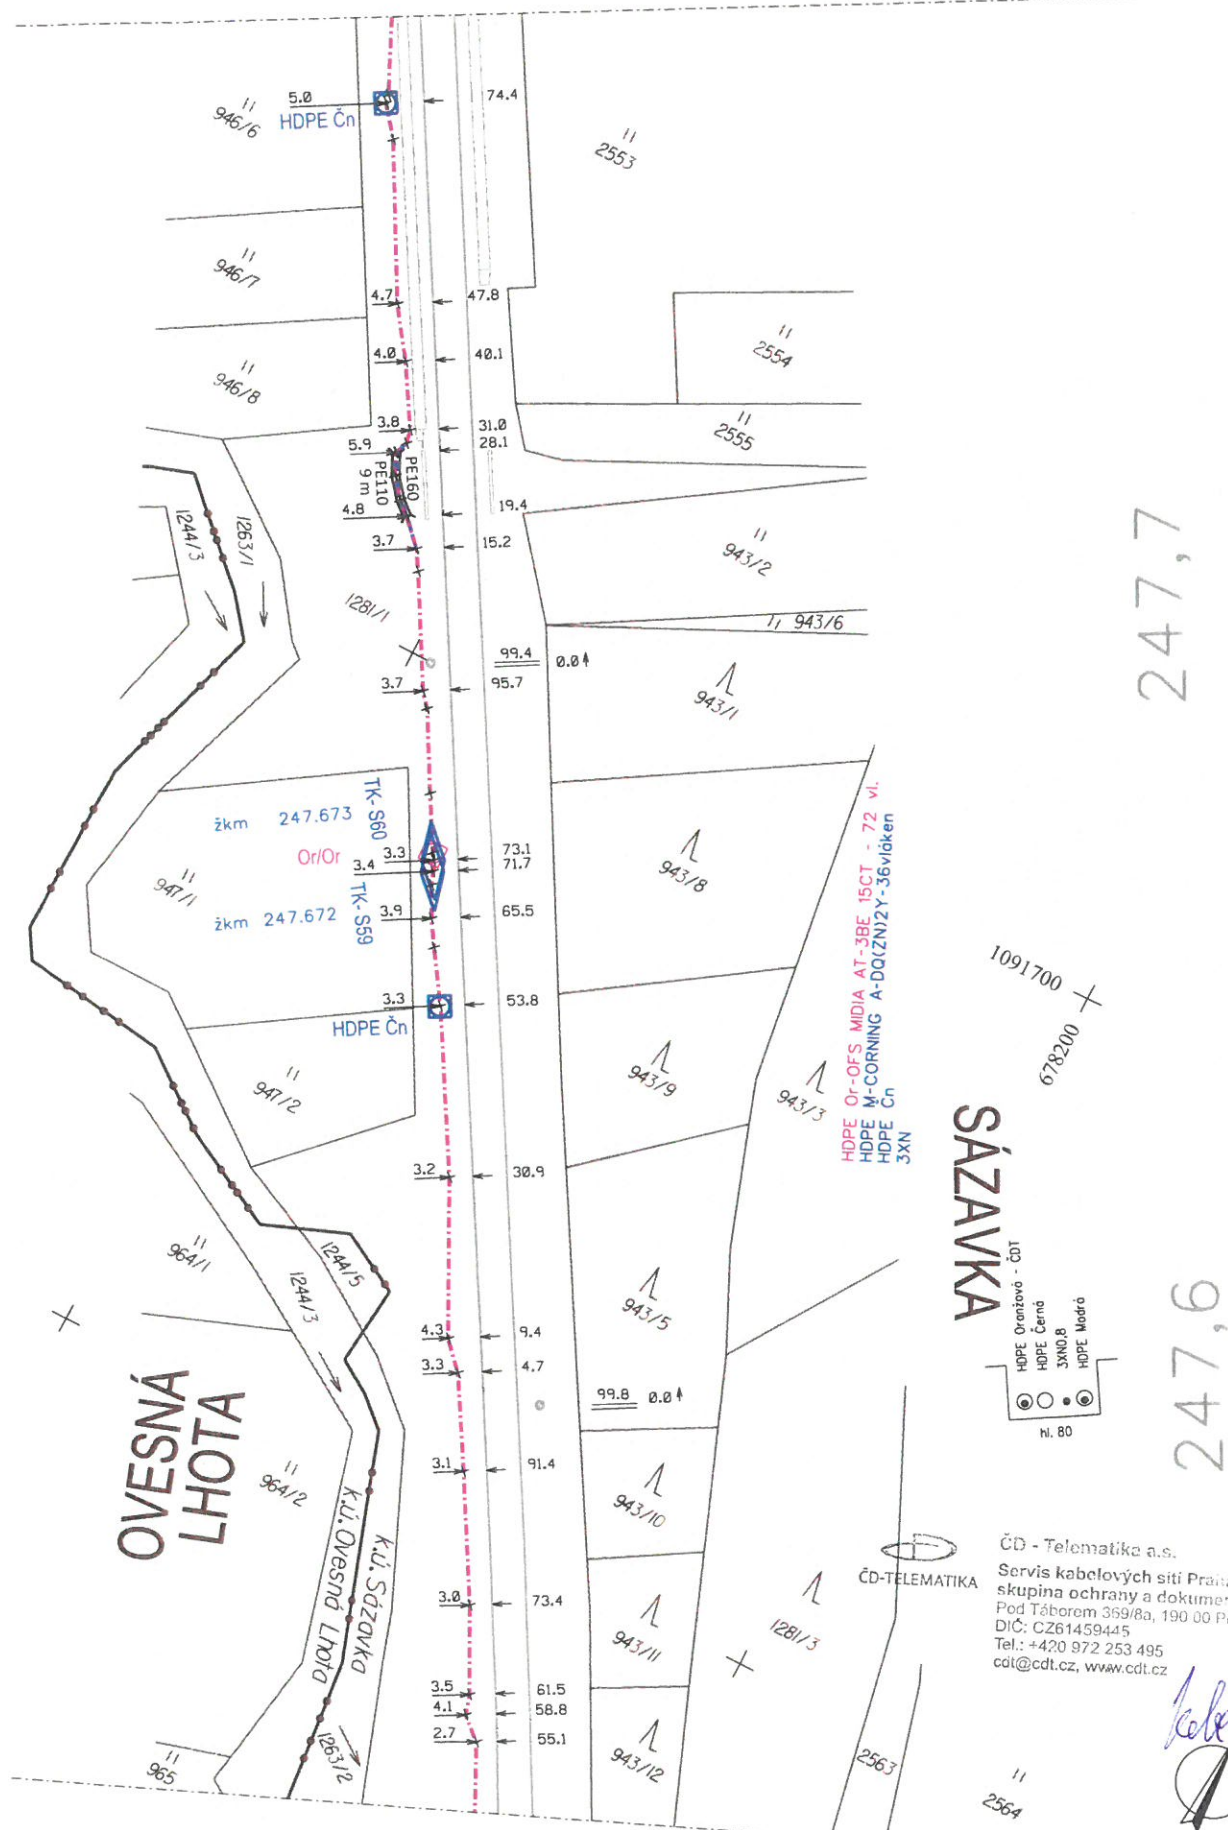 5.0
HDPE Čn
74.4
946/6
2553
946/7
4.7
47.8
4.0
40.1
2554
946/8
3.8
31.0
2555
5.9
28.1
PE160
PE110
9 m
4.8
19.4
3.7
15.2
943/2
1244/3
1263/1
247,7
1281/1
943/6
99.4
0.0
3.7
95.7
943/1
žkm 247.673
TK-S60
Or/Or
3.3
73.1
3.4
71.7
943/8
947/1
žkm 247.672
TK-S59
3.9
65.5
HDPE Or-OFS MIDIA AT-3BE 15CT - 72 vl.
HDPE M-CORNING A-DQ(ZN)2Y-36vláken
HDPE Čn
3XN
1091700
678200
3.3
53.8
HDPE Čn
947/2
943/9
943/3
SÁZAVKA
3.2
30.9
964/1
1244/5
1244/3
943/5
HDPE Oranžová - ČDT
HDPE Černá
3XN0.8
HDPE Modrá
hl. 80
247,6
4.3
9.4
3.3
4.7
99.8
0.0
OVESNÁ
LHOTA
964/2
3.1
91.4
943/10
K.Ú. Ovesná Lhota
K.Ú. Sázavka
ČD-TELEMATIKA
ČD - Telematika a.s.
Servis kabelových sítí
skupina ochrany a
Pod Táborem 369/8a, 190 00
DIČ: CZ61459445
Tel.: +420 972 253 495
cdt@cdt.cz, www.cdt.cz
3.0
73.4
943/11
1281/3
3.5
61.5
4.1
58.8
2.7
55.1
943/12
965
1263/2
2563
2564